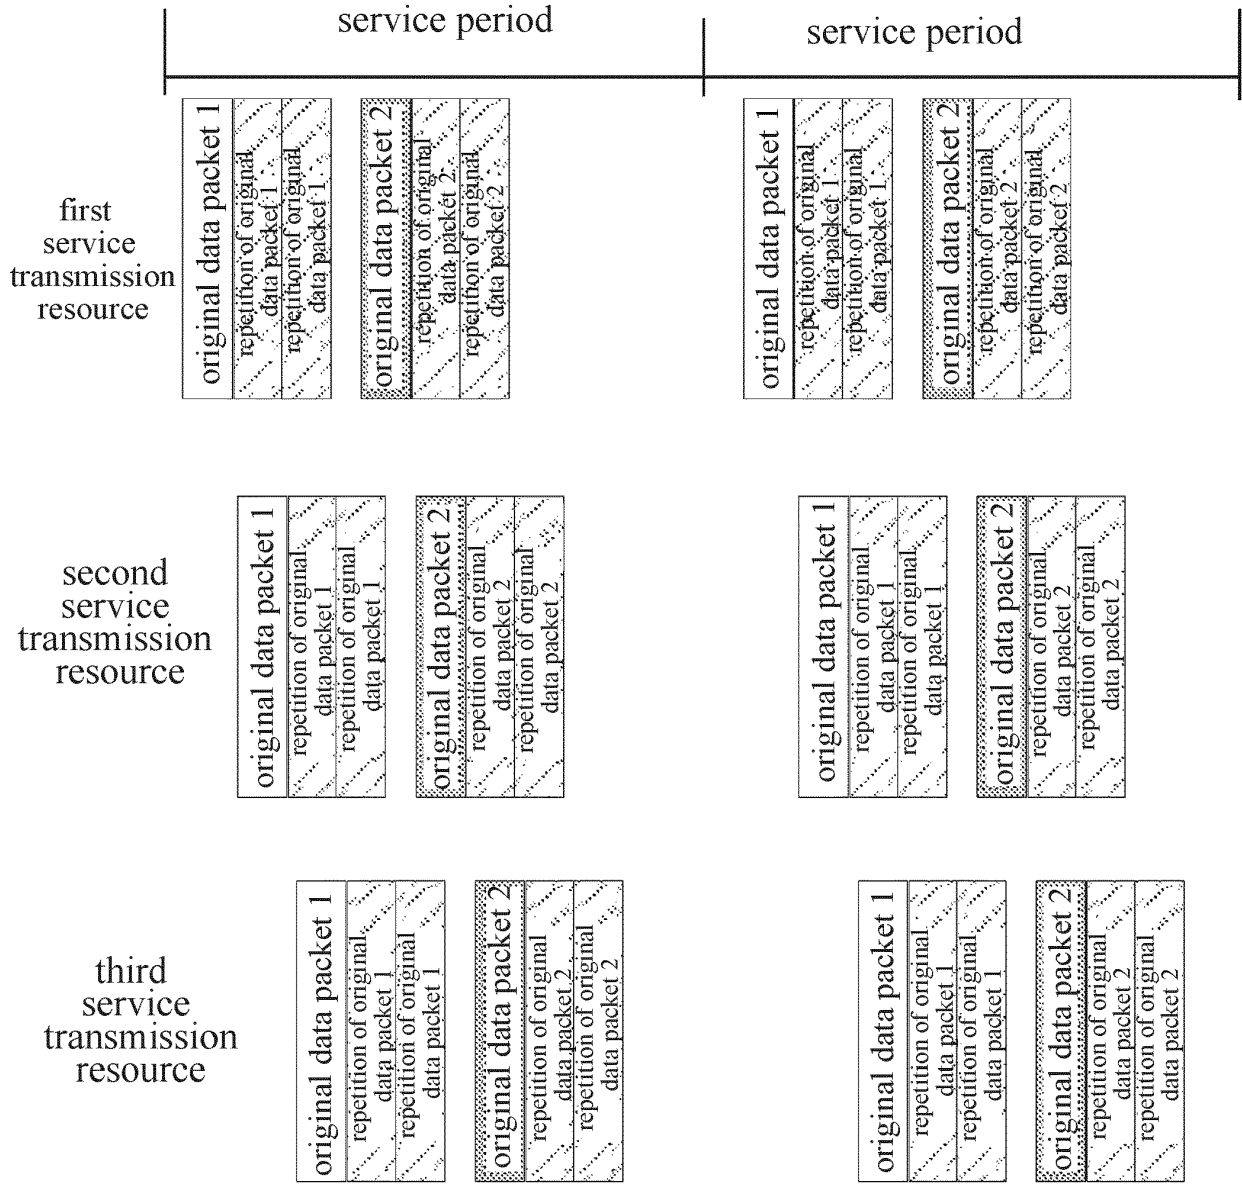 service period
service period
first
service
transmission
resource
original data packet 1
repetition of original
data packet 1
repetition of original
data packet 1
original data packet 2
repetition of original
data packet 2
repetition of original
data packet 2
original data packet 1
repetition of original
data packet 1
repetition of original
data packet 1
original data packet 2
repetition of original
data packet 2
repetition of original
data packet 2
second
service
transmission
resource
original data packet 1
repetition of original
data packet 1
repetition of original
data packet 1
original data packet 2
repetition of original
data packet 2
repetition of original
data packet 2
original data packet 1
repetition of original
data packet 1
repetition of original
data packet 1
original data packet 2
repetition of original
data packet 2
repetition of original
data packet 2
third
service
transmission
resource
original data packet 1
repetition of original
data packet 1
repetition of original
data packet 1
original data packet 2
repetition of original
data packet 2
repetition of original
data packet 2
original data packet 1
repetition of original
data packet 1
repetition of original
data packet 1
original data packet 2
repetition of original
data packet 2
repetition of original
data packet 2